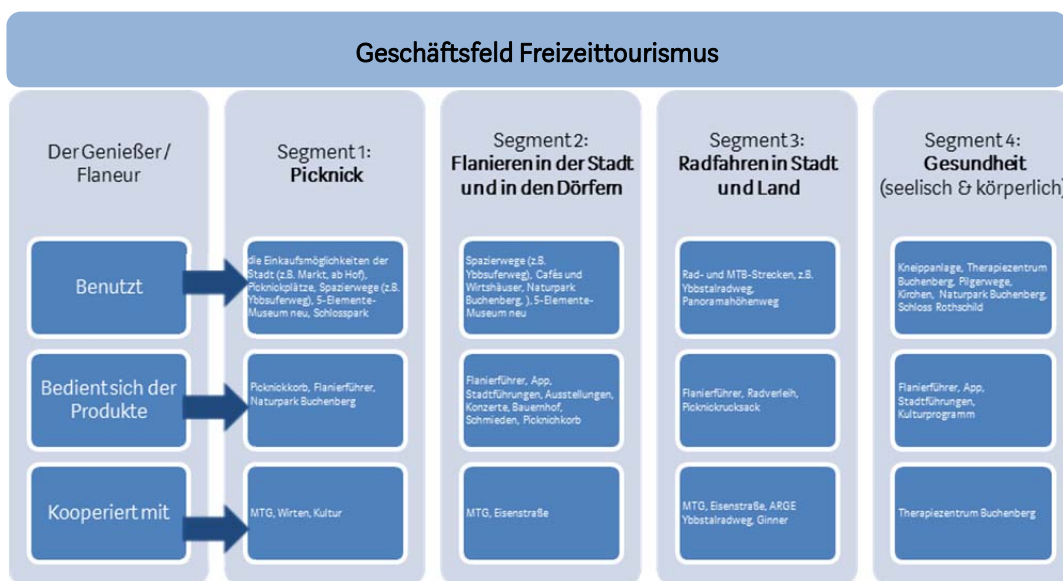 Geschäftsfeld Freizeittourismus
Der Genießer /
Flaneur
Segment 1:
Picknick
Segment 2:
Flanieren in der Stadt
und in den Dörfern
Segment 3:
Radfahren in Stadt
und Land
Segment 4:
Gesundheit
(seelisch & körperlich)
Benutzt
die Einkaufsmöglichkeiten der
Stadt (z.B. Markt, ab Hof),
Picknickplätze, Spazierwege (z.B.
Ybbsuferweg), 5-Elemente-
Museum neu, Schlosspark
Spazierwege (z.B.
Ybbsuferweg), Cafés und
Wirtshäuser, Naturpark
Buchenberg, ), 5-Elemente-
Museum neu
Rad- und MTB-Strecken, z.B.
Ybbstalradweg,
Panoramahöhenweg
Kneippanlage, Therapiezentrum
Buchenberg, Pilgerwege,
Kirchen, Naturpark Buchenberg,
Schloss Rothschild
Bedient sich der
Produkte
Picknickkorb, Flanierführer,
Naturpark Buchenberg
Flanierführer, App,
Stadtführungen, Ausstellungen,
Konzerte, Bauernhof,
Schmieden, Picknichkorb
Flanierführer, Radverleih,
Picknickrucksack
Flanierführer, App,
Stadtführungen,
Kulturprogramm
Kooperiert mit
MTG, Wirten, Kultur
MTG, Eisenstraße
MTG, Eisenstraße, ARGE
Ybbstalradweg, Ginner
Therapiezentrum Buchenberg